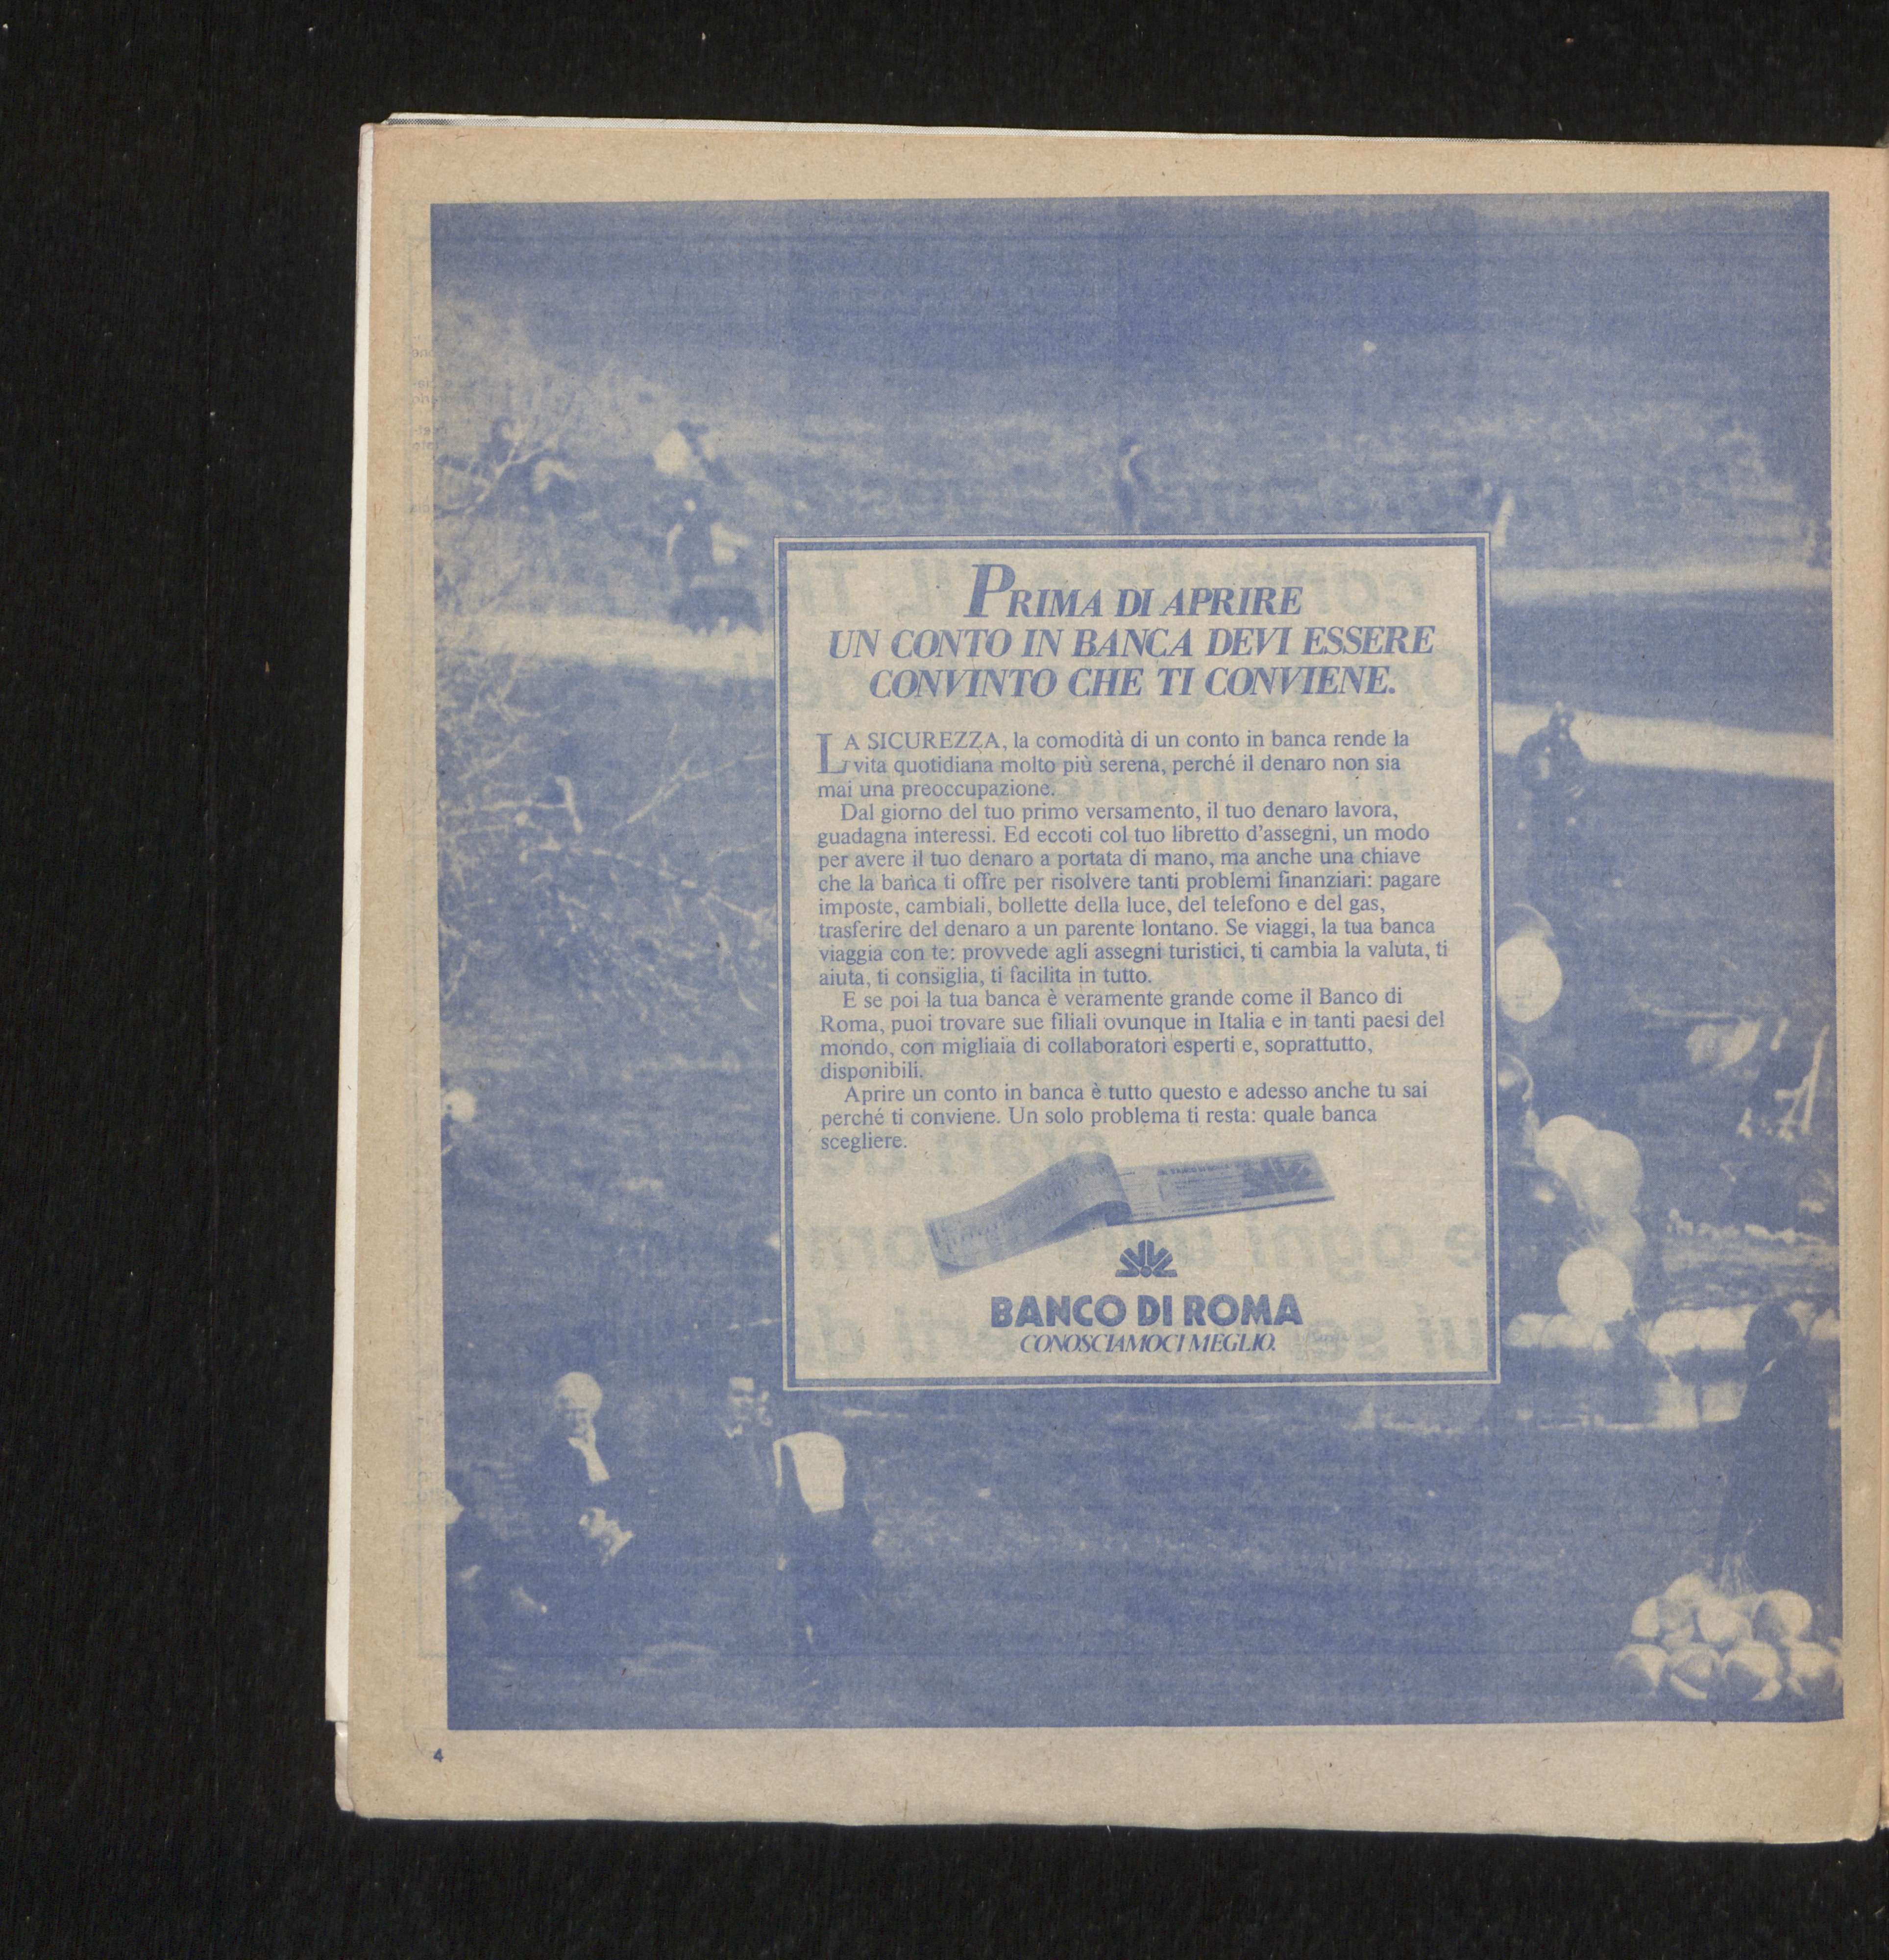 PRIMA DI APRIRE
UN CONTO IN BANCA DEVI ESSERE
CONVINTO CHE TI CONVIENE.
LA SICUREZZA, la comodità di un conto in banca rende la
vita quotidiana molto più serena, perché il denaro non sia
mai una preoccupazione.
Dal giorno del tuo primo versamento, il tuo denaro lavora,
guadagna interessi. Ed eccoti col tuo libretto d'assegni, un modo
per avere il tuo denaro a portata di mano, ma anche una chiave
che la banca ti offre per risolvere tanti problemi finanziari: pagare
imposte, cambiali, bollette della luce, del telefono e del gas,
trasferire del denaro a un parente lontano. Se viaggi, la tua banca
viaggia con te: provvede agli assegni turistici, ti cambia la valuta, ti
aiuta, ti consiglia, ti facilita in tutto.
E se poi la tua banca è veramente grande come il Banco di
Roma, puoi trovare sue filiali ovunque in Italia e in tanti paesi del
mondo, con migliaia di collaboratori esperti e, soprattutto,
disponibili.
Aprire un conto in banca è tutto questo e adesso anche tu sai
perché ti conviene. Un solo problema ti resta: quale banca
scegliere.
BANCO DI ROMA
BANCO DI ROMA
CONOSCIAMOCI MEGLIO.
4